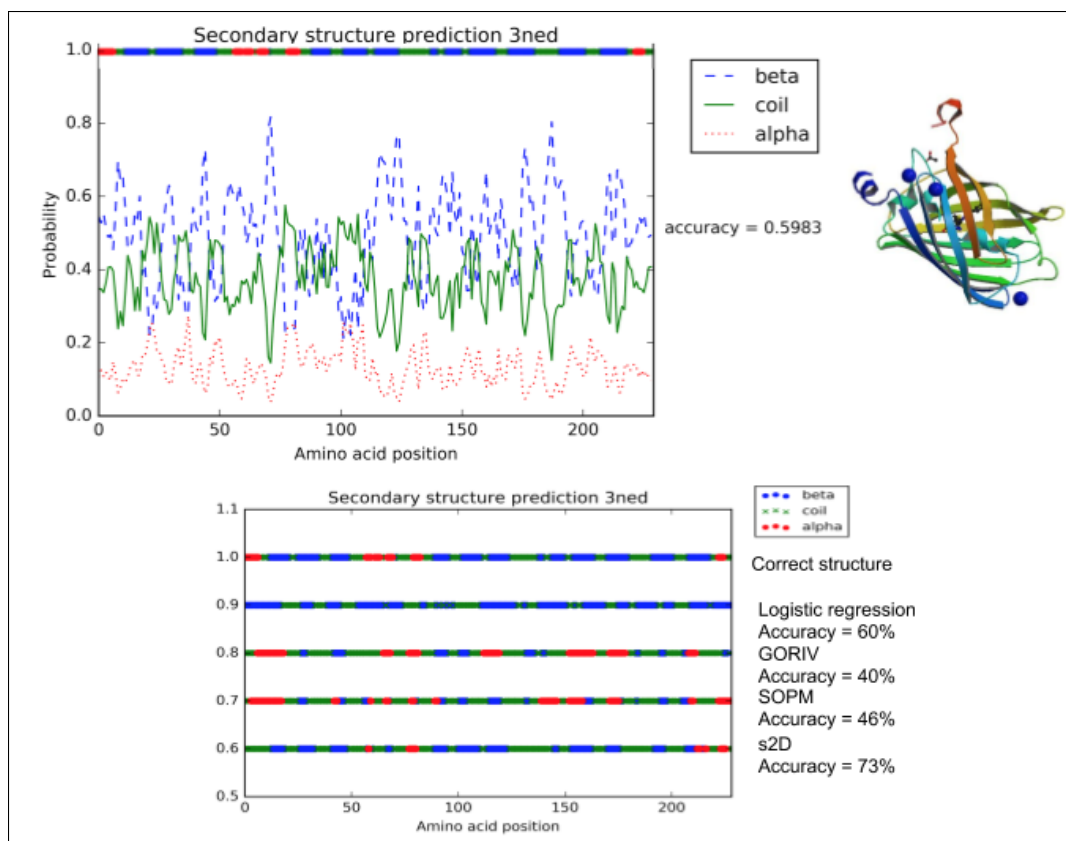 Secondary structure prediction 3ned
1.0
0.8
0.6
0.4
0.2
0.0
Probability
0
50
100
150
200
Amino acid position
beta
coil
alpha
accuracy = 0.5983
Secondary structure prediction 3ned
1.1
1.0
0.9
0.8
0.7
0.6
0.5
0
50
100
150
200
Amino acid position
beta
coil
alpha
Correct structure
Logistic regression
Accuracy = 60%
GORIV
Accuracy = 40%
SOPM
Accuracy = 46%
s2D
Accuracy = 73%